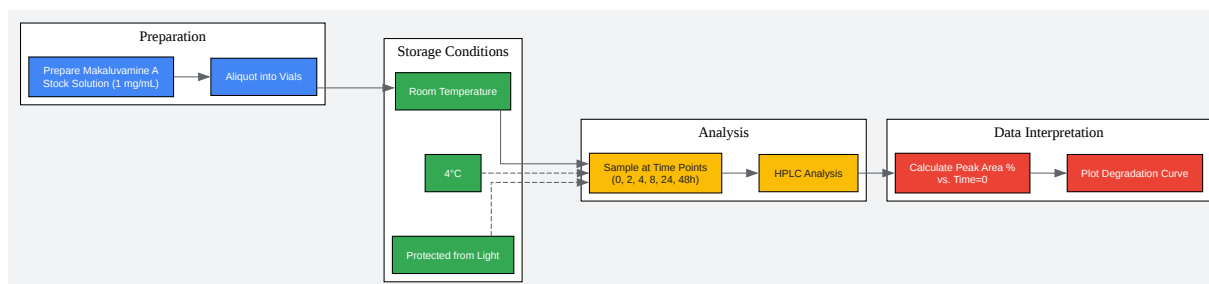 Preparation
Prepare Makaluvamine A
Stock Solution (1 mg/mL)
Aliquot into Vials
Storage Conditions
Room Temperature
4°C
Protected from Light
Analysis
Sample at Time Points
(0, 2, 4, 8, 24, 48h)
HPLC Analysis
Data Interpretation
Calculate Peak Area %
vs. Time=0
Plot Degradation Curve